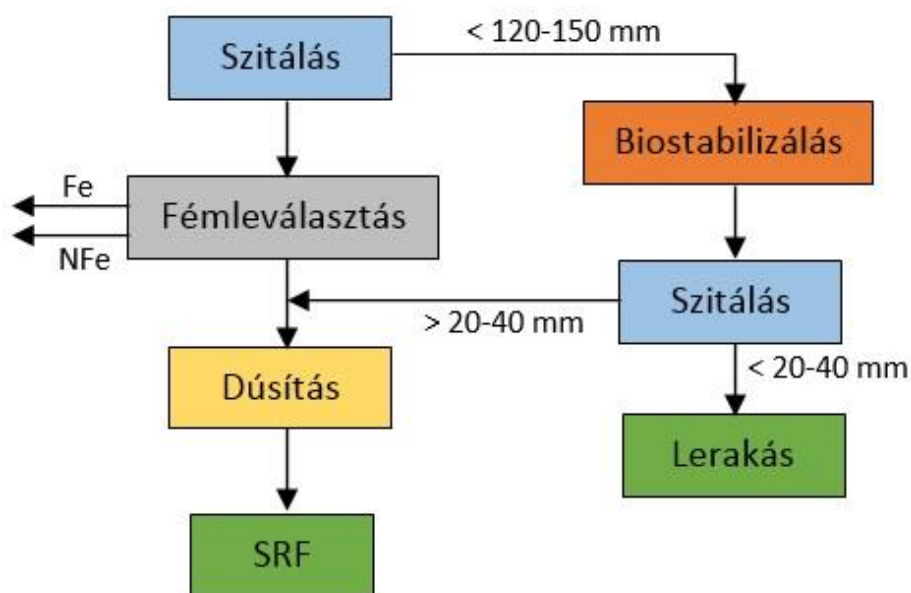 Szitálás
< 120-150 mm
Biostabilizálás
Fe
Fémleválasztás
NFe
Szitálás
> 20-40 mm
< 20-40 mm
Dúsítás
Lerakás
SRF